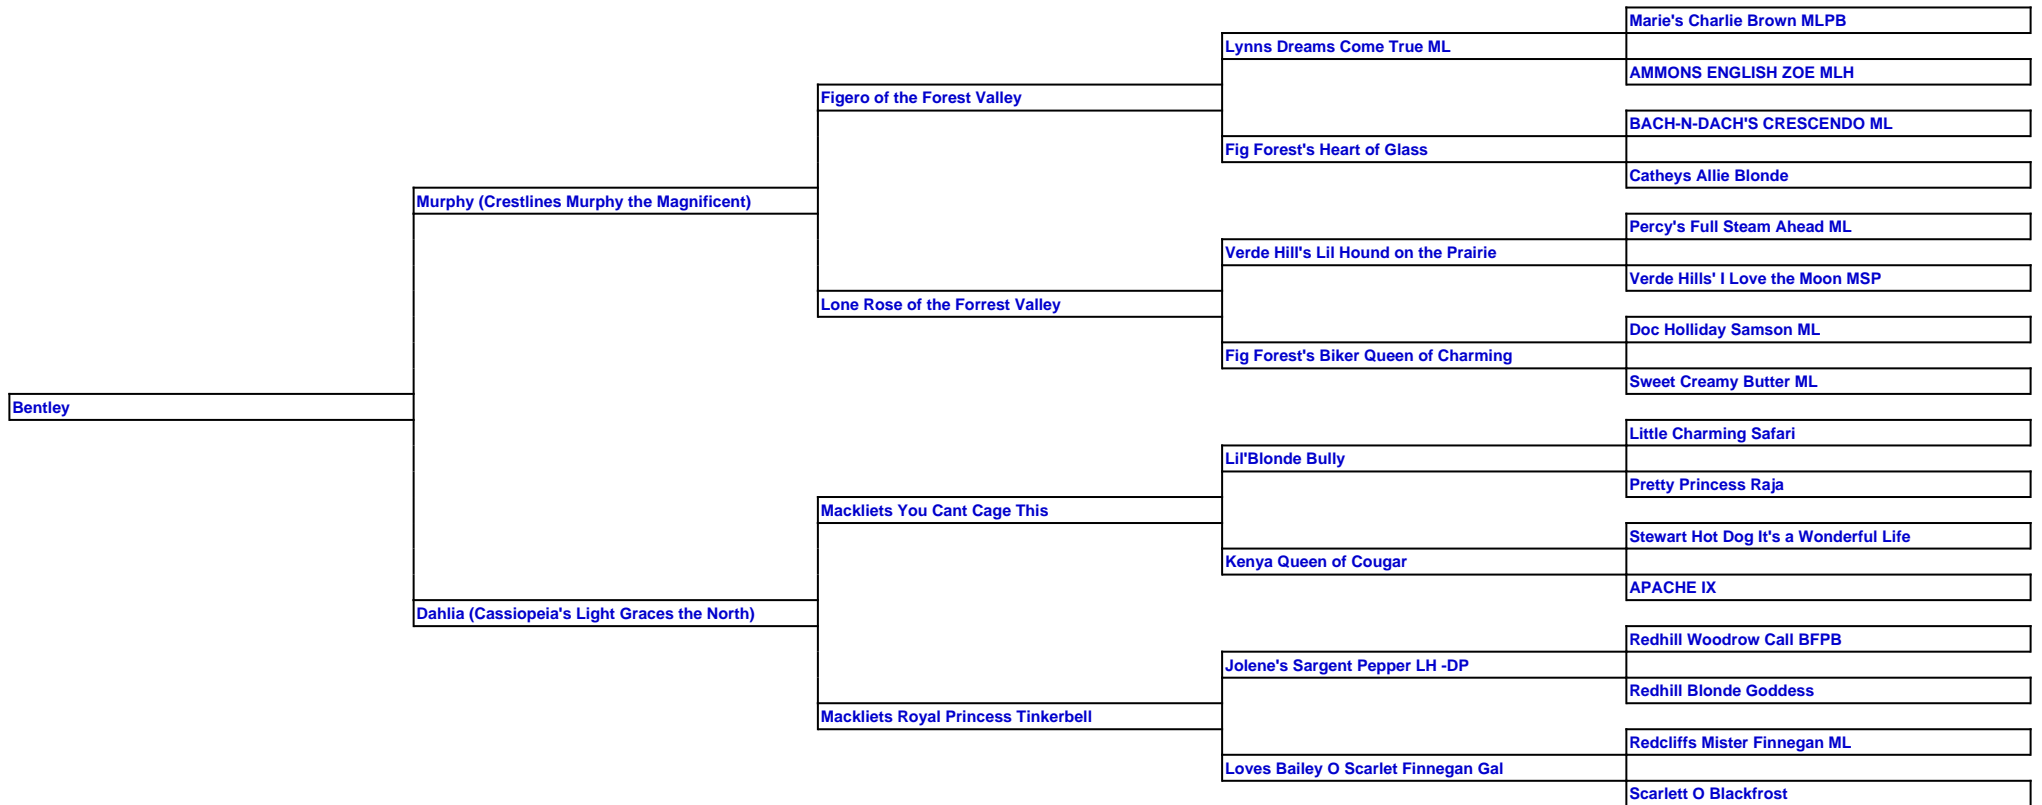 Marie's Charlie Brown MLPB
Lynns Dreams Come True ML
AMMONS ENGLISH ZOE MLH
Figero of the Forest Valley
BACH-N-DACH'S CRESCENDO ML
Fig Forest's Heart of Glass
Catheys Allie Blonde
Murphy (Crestlines Murphy the Magnificent)
Percy's Full Steam Ahead ML
Verde Hill's Lil Hound on the Prairie
Verde Hills' I Love the Moon MSP
Lone Rose of the Forrest Valley
Doc Holliday Samson ML
Fig Forest's Biker Queen of Charming
Sweet Creamy Butter ML
Bentley
Little Charming Safari
Lil'Blonde Bully
Pretty Princess Raja
Mackliets You Cant Cage This
Stewart Hot Dog It's a Wonderful Life
Kenya Queen of Cougar
APACHE IX
Dahlia (Cassiopeia's Light Graces the North)
Redhill Woodrow Call BFPB
Jolene's Sargent Pepper LH -DP
Redhill Blonde Goddess
Mackliets Royal Princess Tinkerbell
Redcliffs Mister Finnegan ML
Loves Bailey O Scarlet Finnegan Gal
Scarlett O Blackfrost